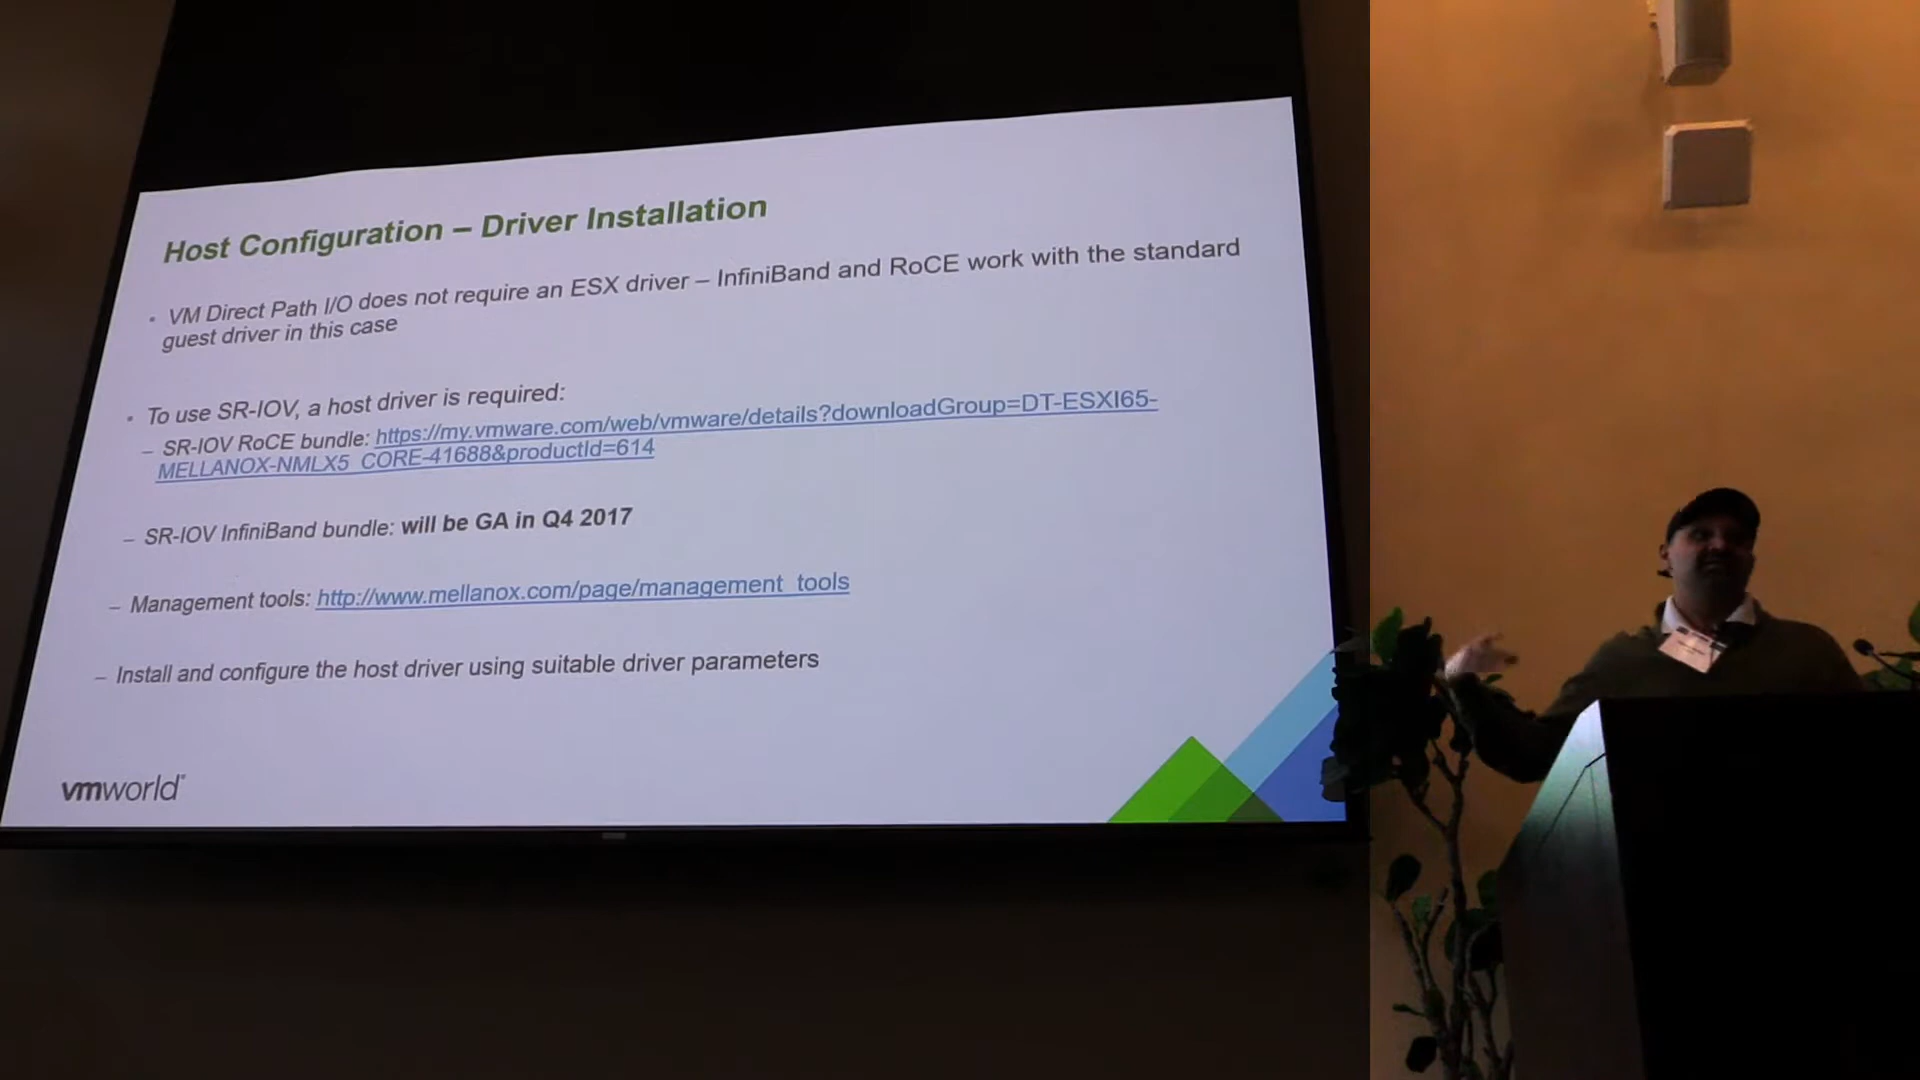 Host Configuration – Driver Installation
• VM Direct Path I/O does not require an ESX driver – InfiniBand and RoCE work with the standard
guest driver in this case
• To use SR-IOV, a host driver is required:
– SR-IOV RoCE bundle: https://my.vmware.com/web/vmware/details?downloadGroup=DT-ESXI65-
MELLANOX-NMLX5_CORE-41688&productId=614
– SR-IOV InfiniBand bundle: will be GA in Q4 2017
– Management tools: http://www.mellanox.com/page/management_tools
– Install and configure the host driver using suitable driver parameters
vmworld